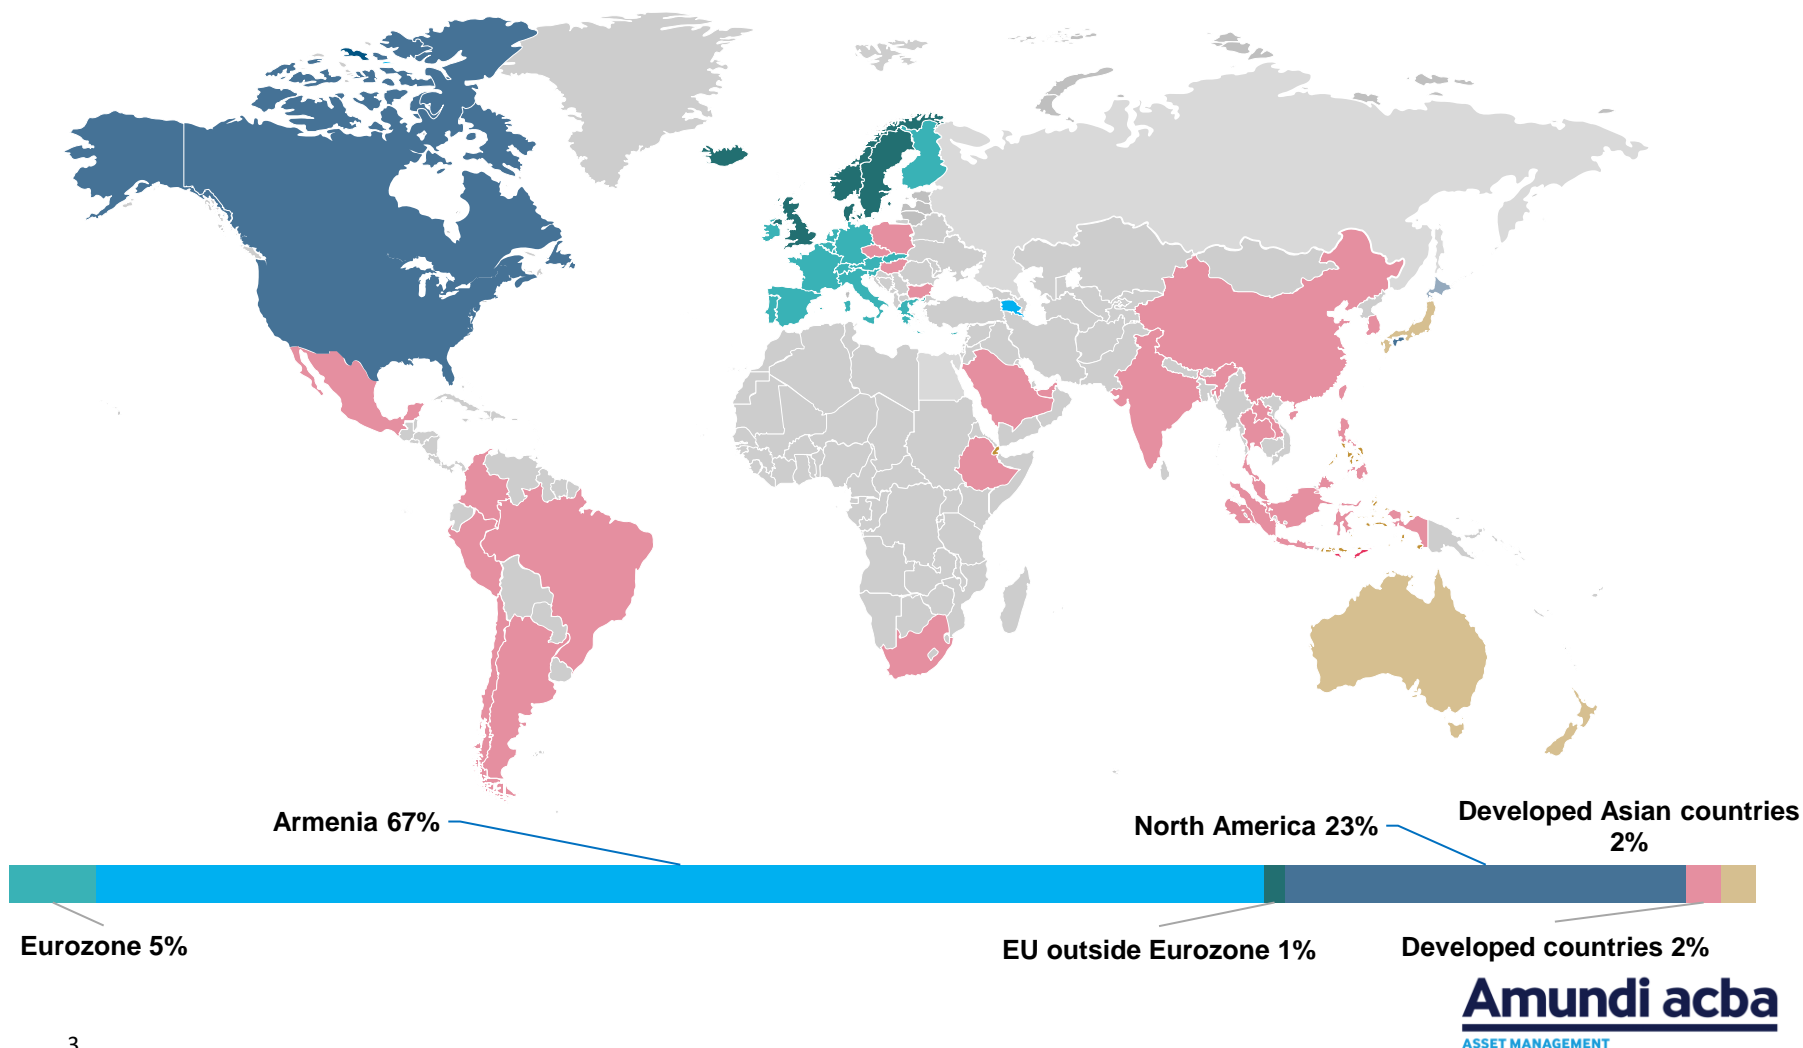 Armenia 67%
North America 23%
Developed Asian countries
2%
Eurozone 5%
EU outside Eurozone 1%
Developed countries 2%
Amundi acba
ASSET MANAGEMENT
3